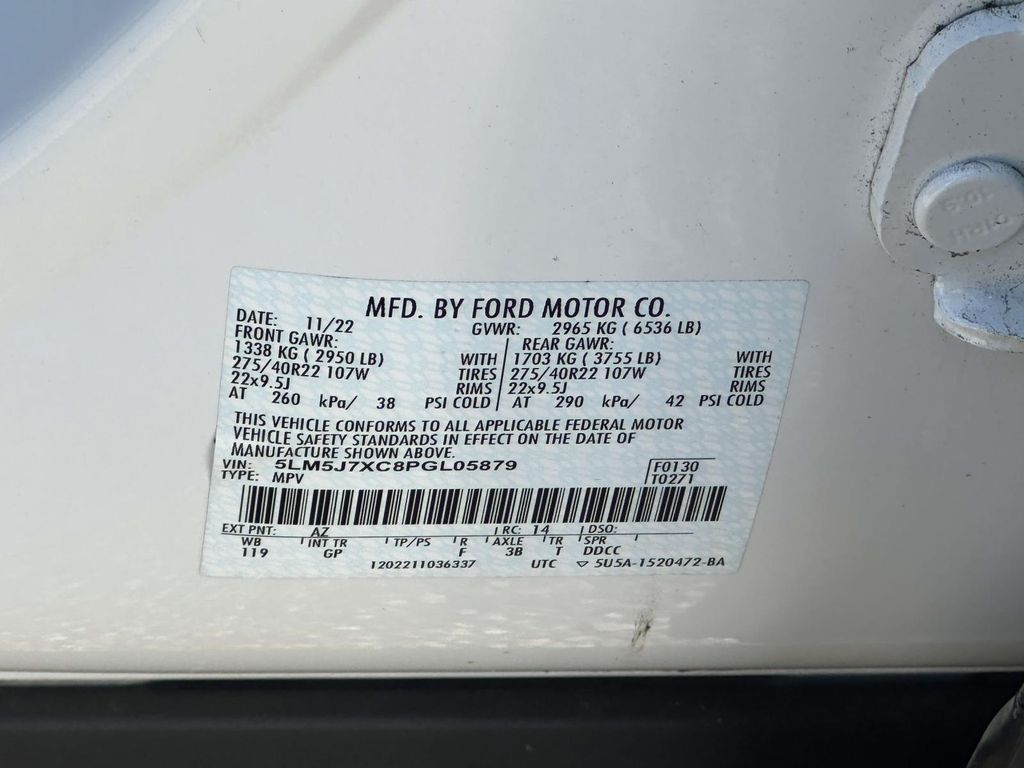 MFD. BY FORD MOTOR CO.
DATE: 11/22 GVWR: 2965 KG ( 6536 LB)
FRONT GAWR: REAR GAWR:
1338 KG ( 2950 LB) WITH 1703 KG ( 3755 LB) WITH
275/40R22 107W TIRES 275/40R22 107W TIRES
22x9.5J RIMS 22x9.5J RIMS
AT 260 kPa/ 38 PSI COLD AT 290 kPa/ 42 PSI COLD
THIS VEHICLE CONFORMS TO ALL APPLICABLE FEDERAL MOTOR
VEHICLE SAFETY STANDARDS IN EFFECT ON THE DATE OF
MANUFACTURE SHOWN ABOVE.
VIN: 5LM5J7XC8PGL05879 F0130
TYPE: MPV T0271
EXT PNT: AZ RC: 14 DSO:
WB INT TR TP/PS R AXLE TR SPR
119 GP F 3B T DDCC
1202211036337 UTC ▽ 5U5A-1520472-BA